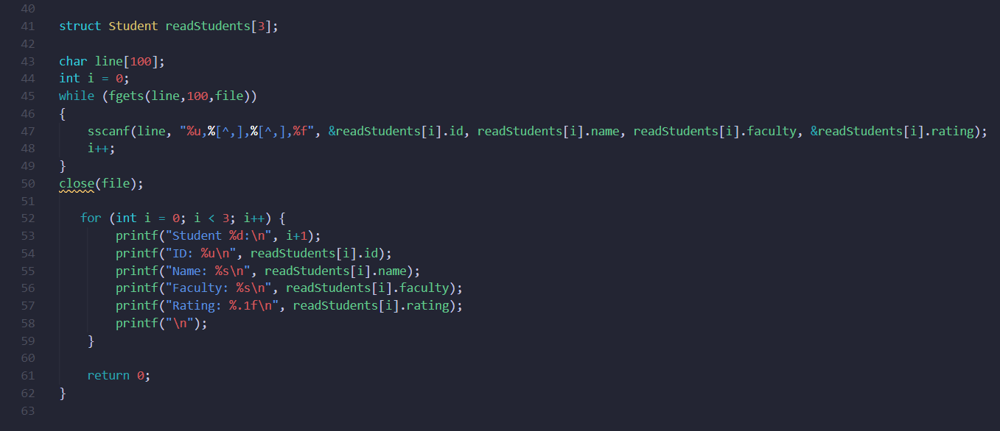 40
41 struct Student readStudents[3];
42
43 char line[100];
44 int i = 0;
45 while (fgets(line,100,file))
46 {
47 sscanf(line, "%u,%[^,],%[^,],%f", &readStudents[i].id, readStudents[i].name, readStudents[i].faculty, &readStudents[i].rating);
48 i++;
49 }
50 close(file);
51
52 for (int i = 0; i < 3; i++) {
53 printf("Student %d:\n", i+1);
54 printf("ID: %u\n", readStudents[i].id);
55 printf("Name: %s\n", readStudents[i].name);
56 printf("Faculty: %s\n", readStudents[i].faculty);
57 printf("Rating: %.1f\n", readStudents[i].rating);
58 printf("\n");
59 }
60
61 return 0;
62 }
63